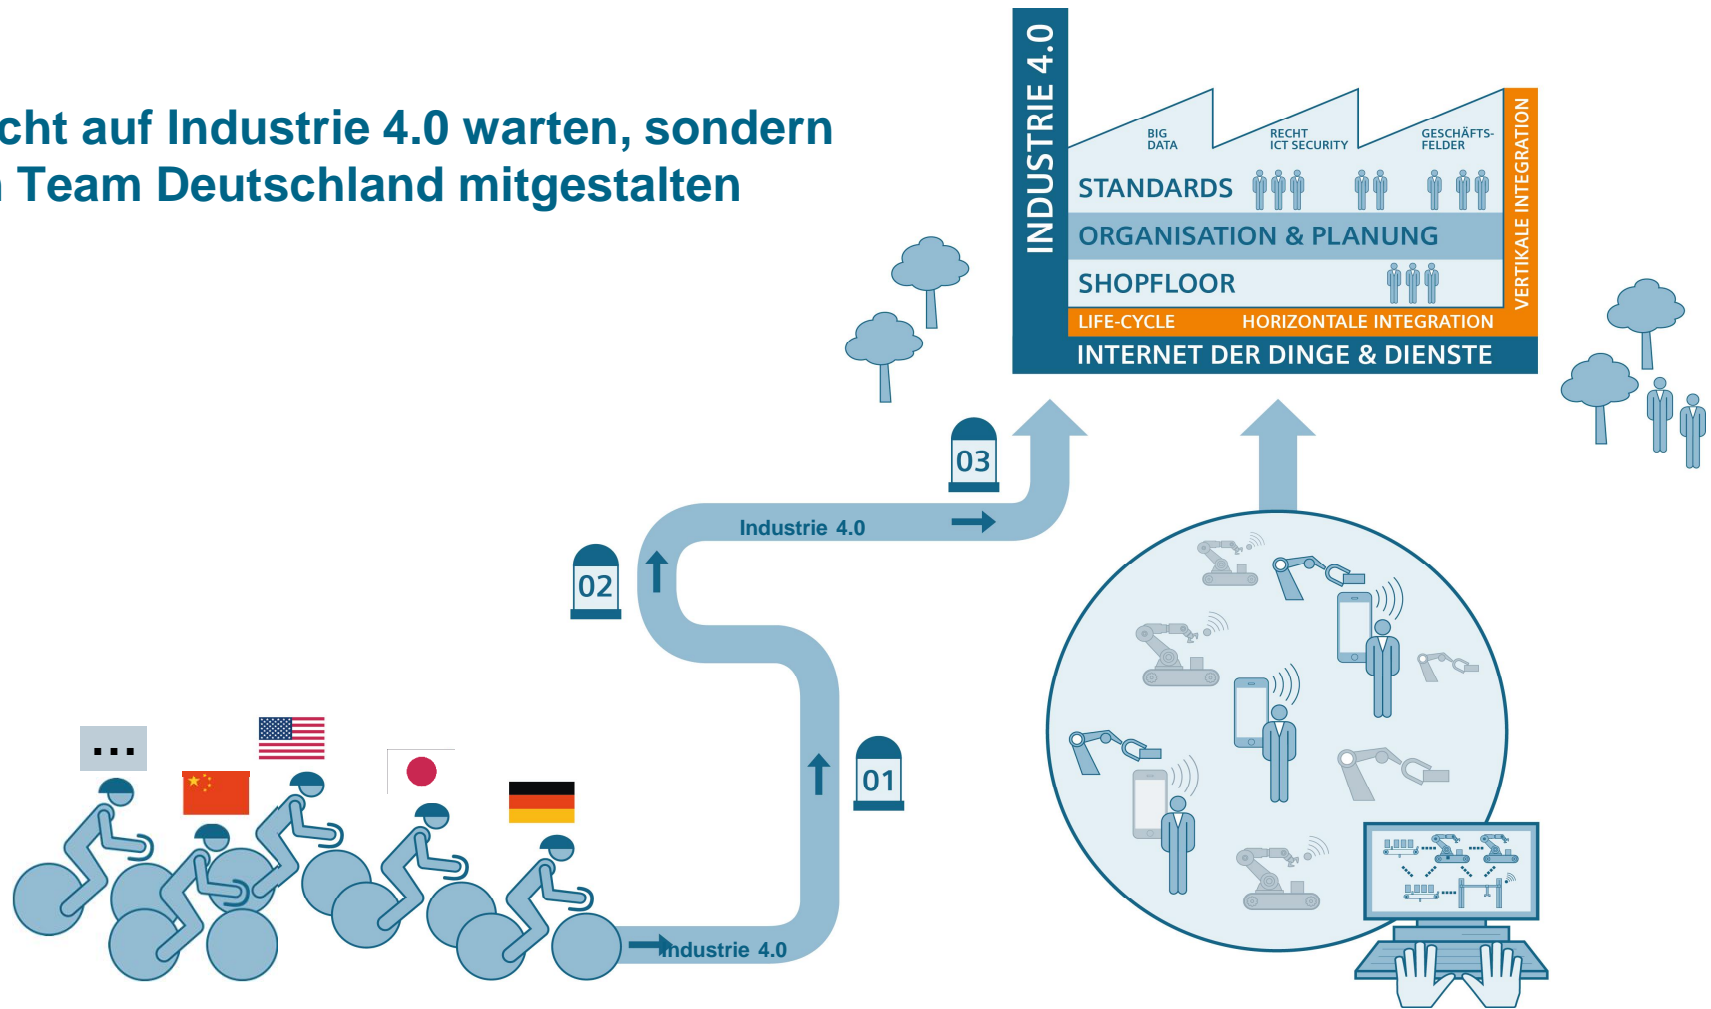 cht auf Industrie 4.0 warten, sondern
Team Deutschland mitgestalten
INDUSTRIE 4.0
BIG
DATA
RECHT
ICT SECURITY
GESCHÄFTS-
FELDER
STANDARDS
ORGANISATION & PLANUNG
SHOPFLOOR
VERTIKALE INTEGRATION
LIFE-CYCLE
HORIZONTALE INTEGRATION
INTERNET DER DINGE & DIENSTE
03
Industrie 4.0
02
01
...
Industrie 4.0